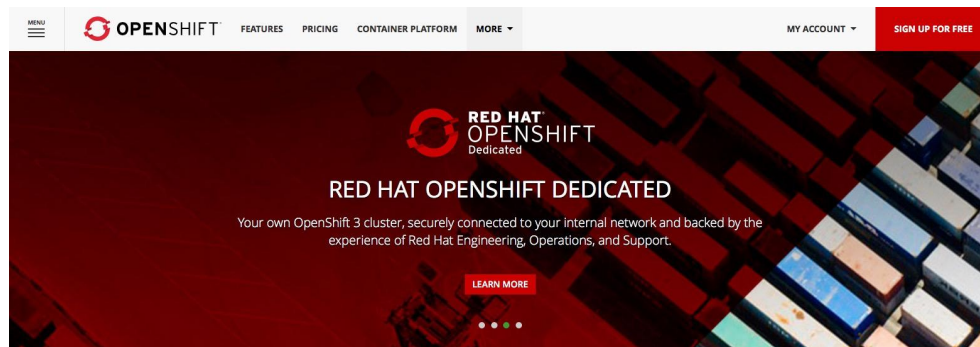 MENU
OPENSHIFT FEATURES PRICING CONTAINER PLATFORM MORE MY ACCOUNT SIGN UP FOR FREE
RED HAT
OPENSHIFT
Dedicated
RED HAT OPENSHIFT DEDICATED
Your own OpenShift 3 cluster, securely connected to your internal network and backed by the
experience of Red Hat Engineering, Operations, and Support.
LEARN MORE